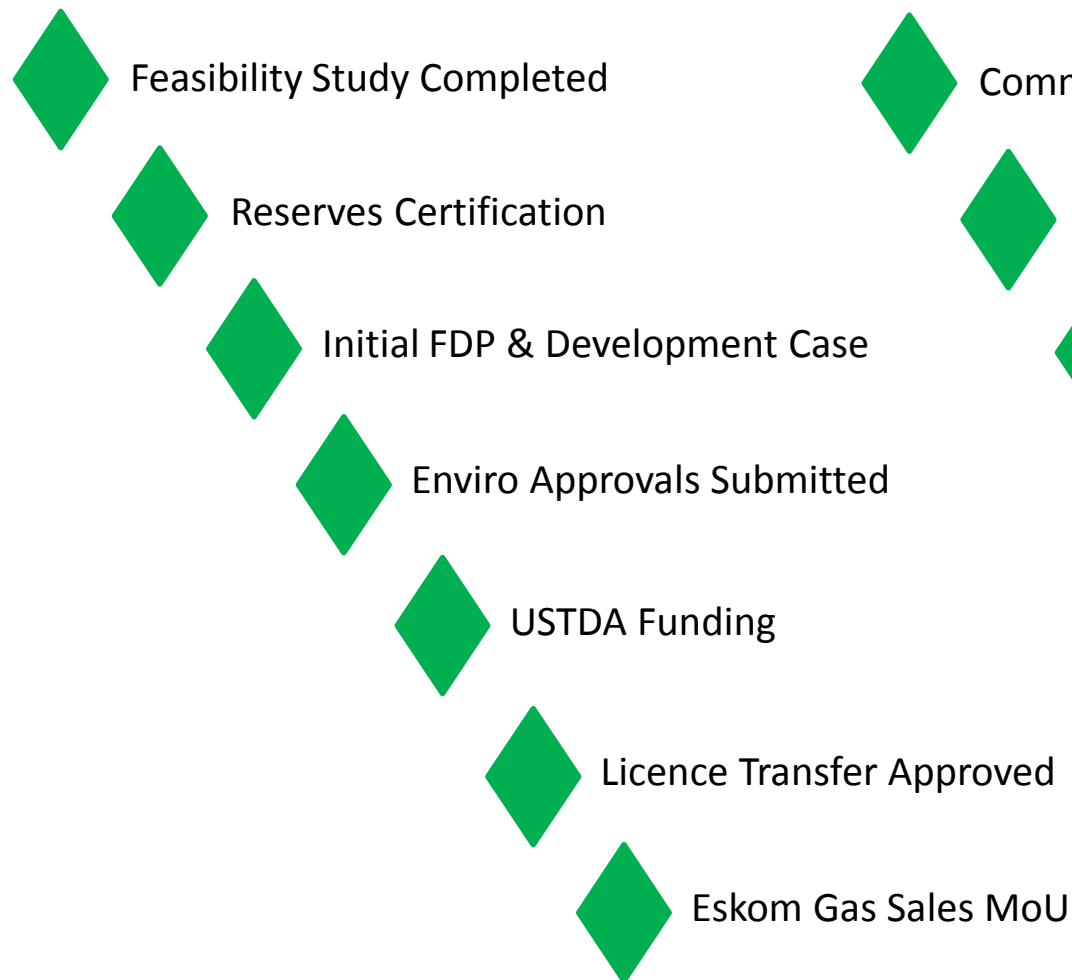 Feasibility Study Completed
Reserves Certification
Initial FDP & Development Case
Enviro Approvals Submitted
USTDA Funding
Licence Transfer Approved
Eskom Gas Sales MoU